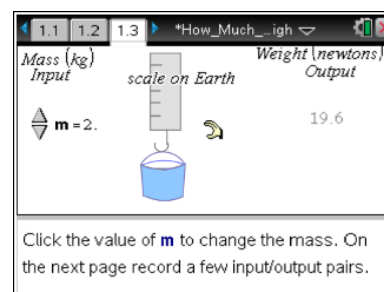 1.1 1.2 1.3 *How_Much_...igh
Mass (kg) Weight (newtons)
Input scale on Earth Output
m =2. 19.6
Click the value of m to change the mass. On
the next page record a few input/output pairs.